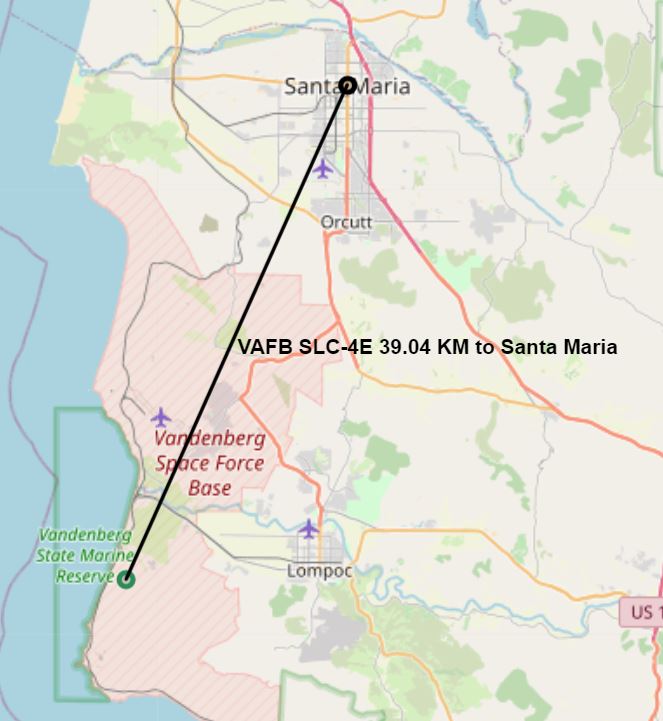 Santa Maria
Orcutt
VAFB SLC-4E 39.04 KM to Santa Maria
Vandenberg
Space Force
Base
Vandenberg
State Marine
Reserve
Lompoc
US 1